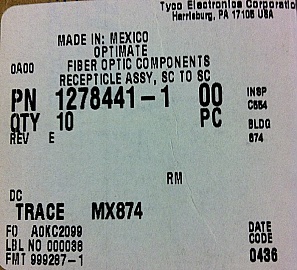 Tyco Electronics Corporatio
Harrisburg, PA 17105 USA
MADE IN: MEXICO
OPTIMATE
0A00 FIBER OPTIC COMPONENTS
RECEPTICLE ASSY, SC TO SC
PN 1278441-1 00 INSP
C554
QTY 10 PC BLDG
REV E 874
RM
DC
TRACE MX874
FO A0KC2099 DATE
LBL NO 000036 CODE
FMT 999267-1 0436